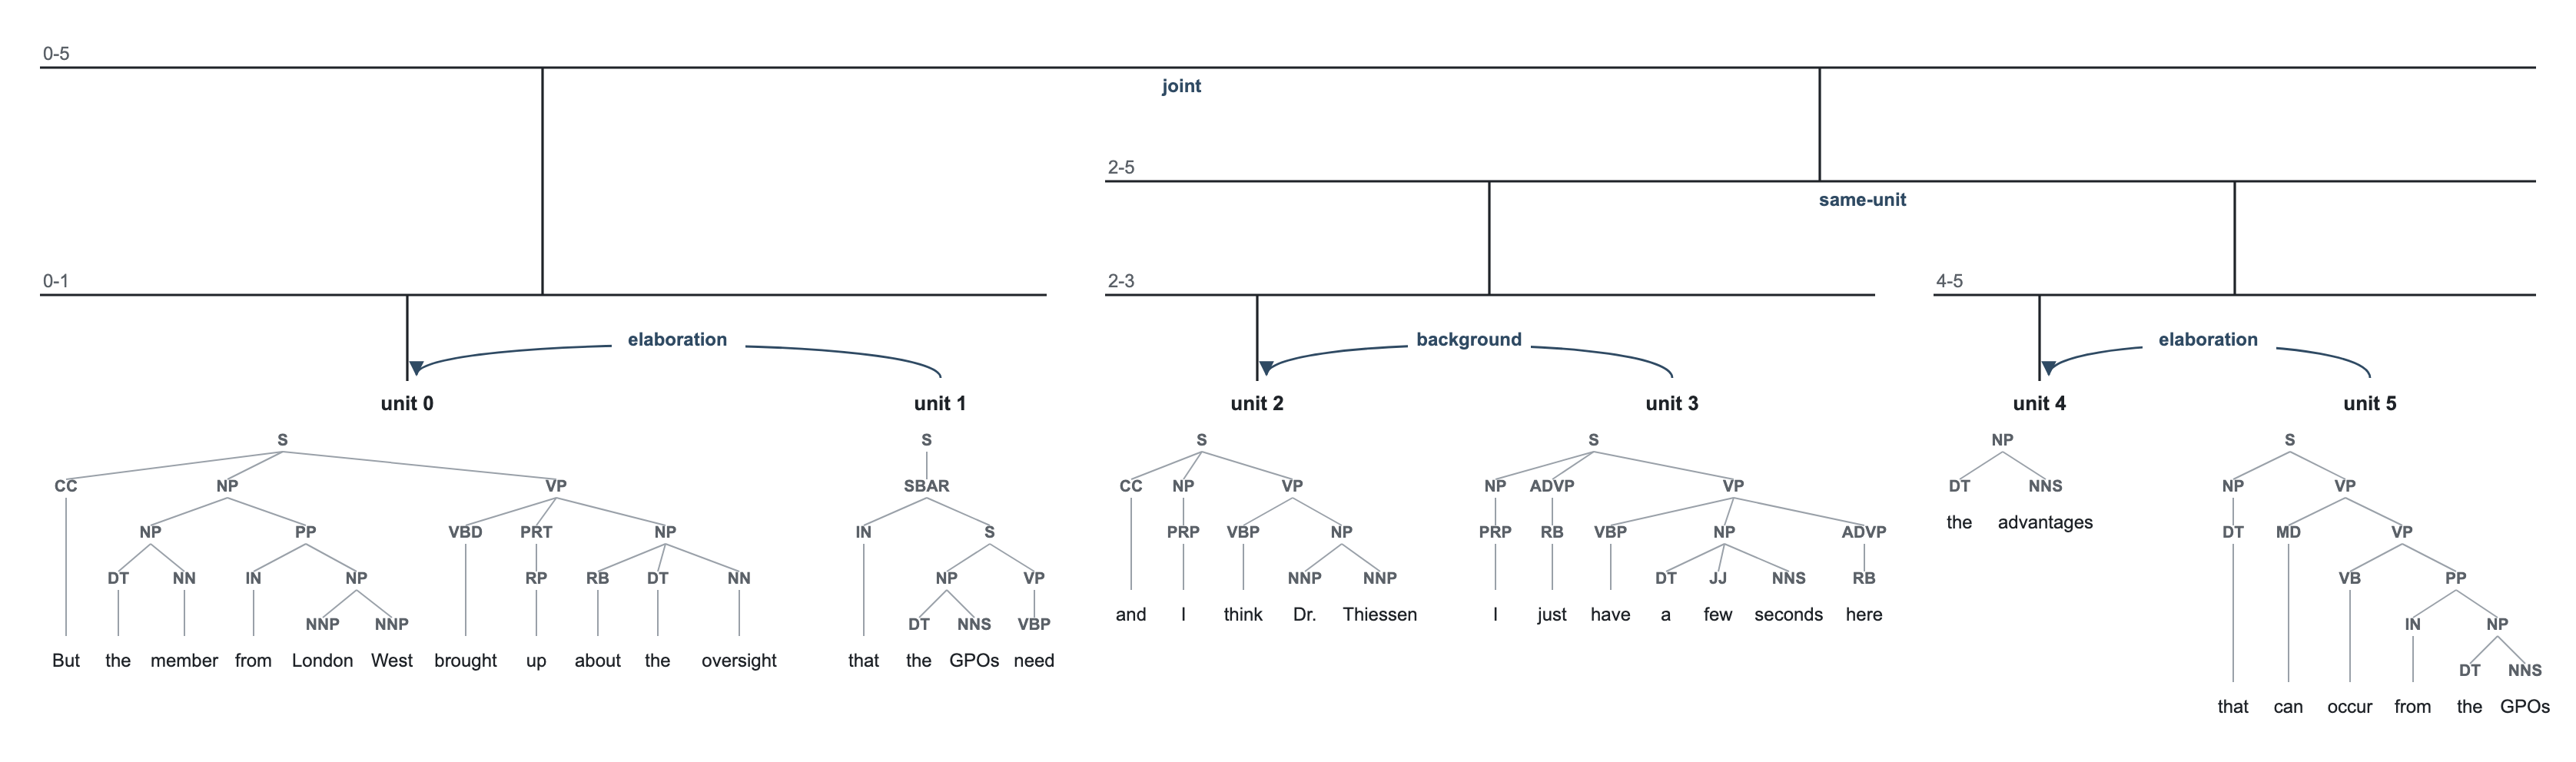 0-5
joint
2-5
same-unit
0-1 2-3 4-5
elaboration background elaboration
unit 0 unit 1 unit 2 unit 3 unit 4 unit 5
S S S S NP S
CC NP VP SBAR CC NP VP NP ADVP VP DT NNS NP VP
the advantages
NP PP VBD PRT NP IN S PRP VBP NP PRP RB VBP NP ADVP DT MD VP
DT NN IN NP RP RB DT NN NP VP NNP NNP DT JJ NNS RB VB PP
and I think Dr. Thiessen I just have a few seconds here
NNP NNP DT NNS VBP IN NP
But the member from London West brought up about the oversight that the GPOs need
DT NNS
that can occur from the GPOs